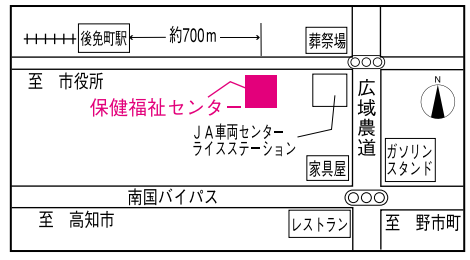 後免町駅
約700m
葬祭場
至 市役所
保健福祉センター
JA車両センター
ライスステーション
広域農道
N
ガソリン
スタンド
家具屋
南国バイパス
至 高知市
レストラン
至 野市町